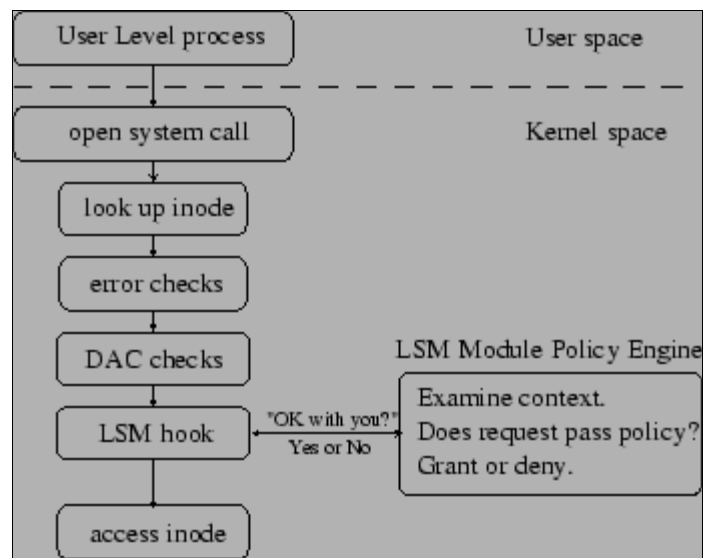 User Level process
User space
open system call
Kernel space
look up inode
error checks
DAC checks
LSM Module Policy Engine
LSM hook
"OK with you?"
Yes or No
Examine context.
Does request pass policy?
Grant or deny.
access inode